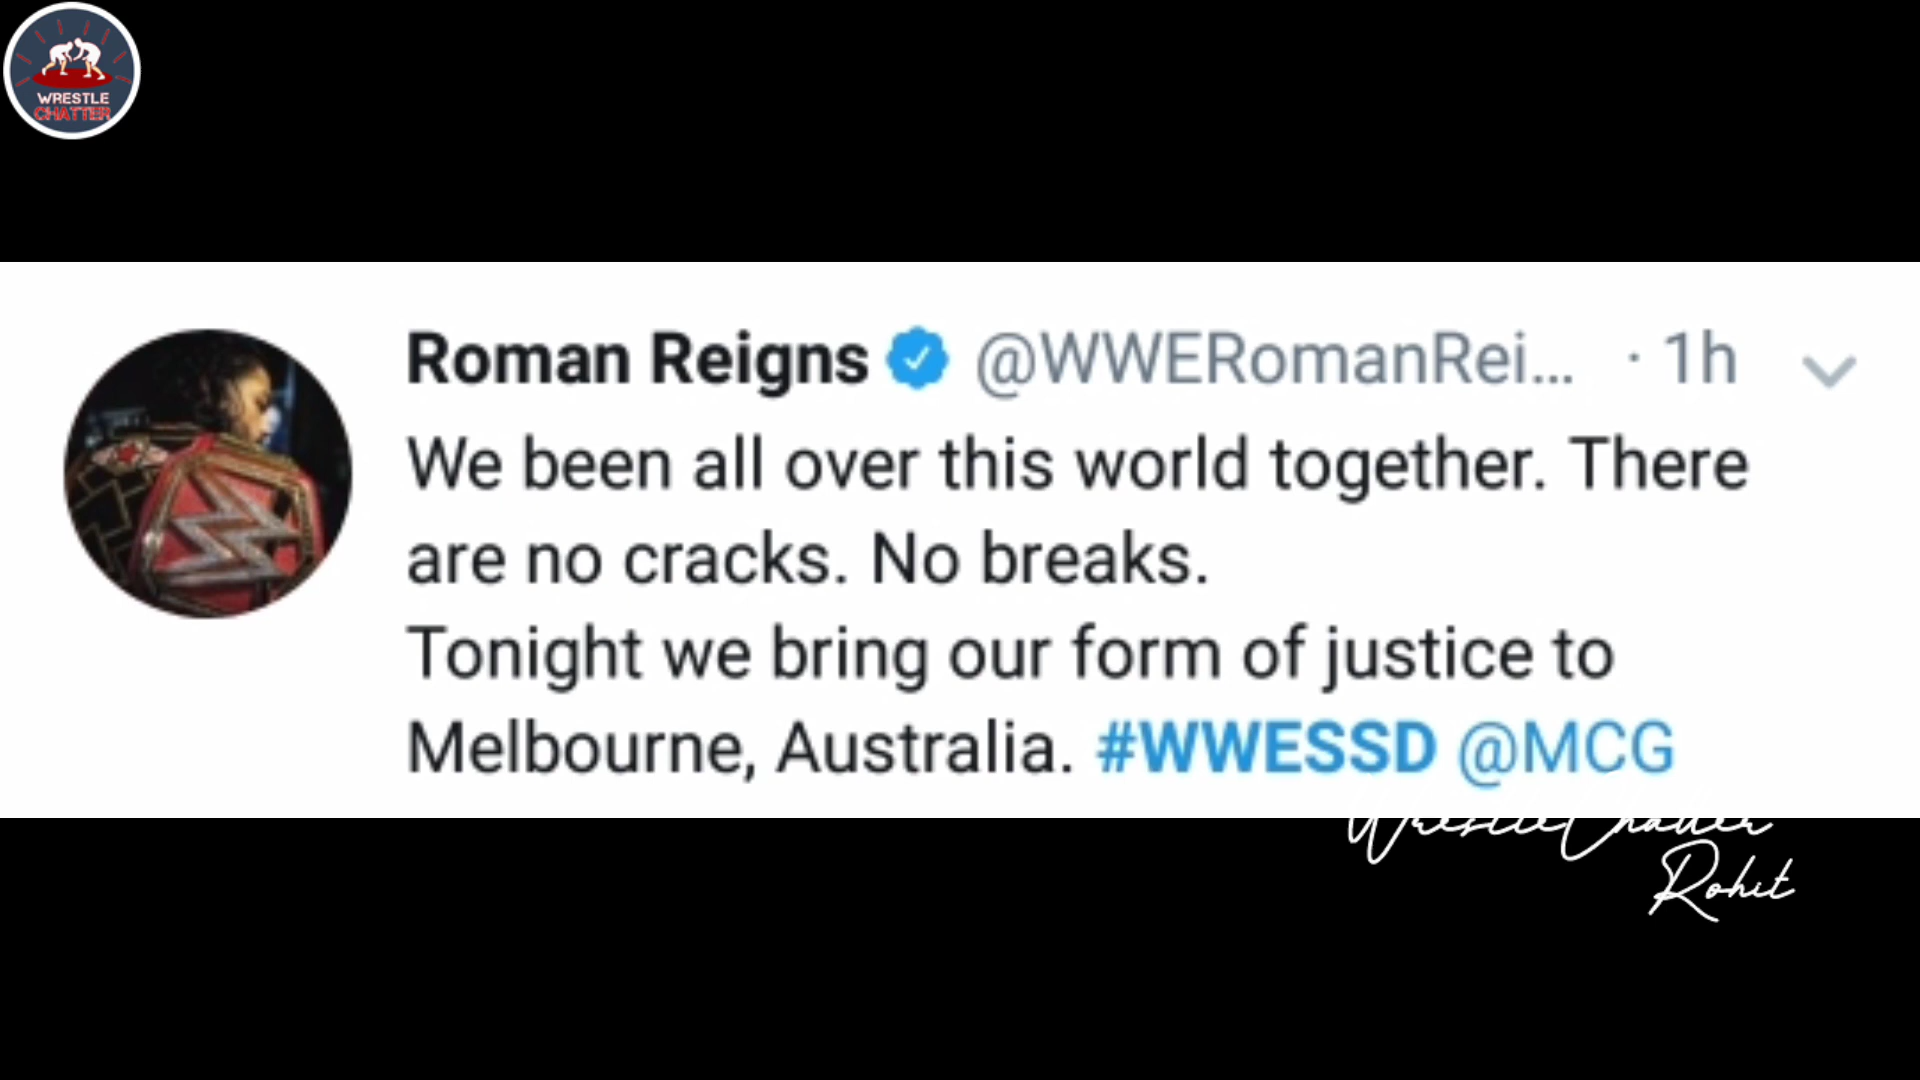 WRESTLE
CHATTER
Roman Reigns @WWERomanRei... · 1h
We been all over this world together. There
are no cracks. No breaks.
Tonight we bring our form of justice to
Melbourne, Australia. #WWESSD @MCG
WrestleChatter
Rohit